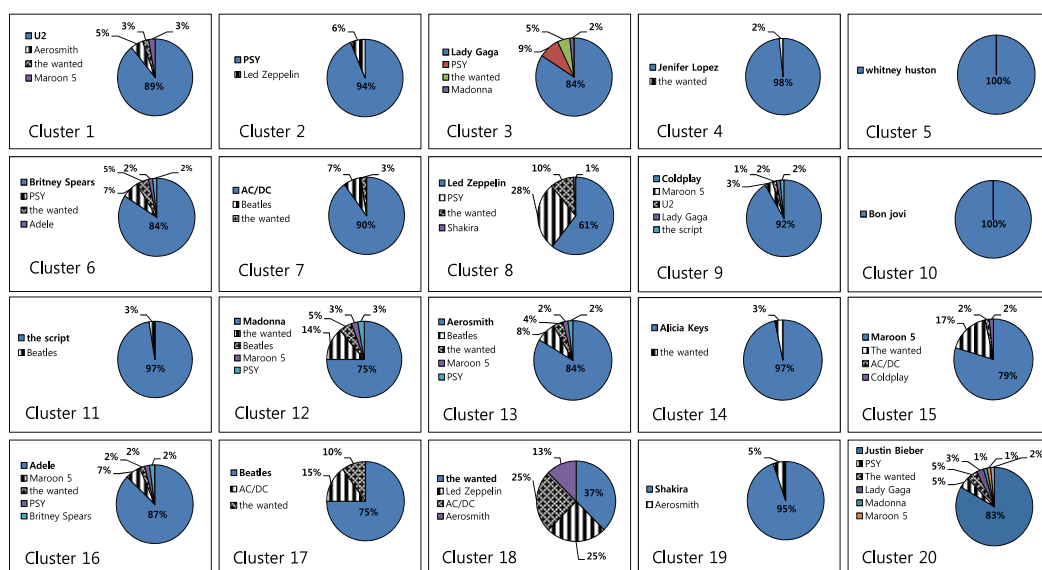 U2
Aerosmith
the wanted
Maroon 5
5%
3%
3%
89%
Cluster 1
PSY
Led Zeppelin
6%
94%
Cluster 2
Lady Gaga
PSY
the wanted
Madonna
9%
5%
2%
84%
Cluster 3
Jenifer Lopez
the wanted
2%
98%
Cluster 4
whitney huston
100%
Cluster 5
Britney Spears
PSY
the wanted
Adele
7%
5%
2%
2%
84%
Cluster 6
AC/DC
Beatles
the wanted
7%
3%
90%
Cluster 7
Led Zeppelin
PSY
the wanted
Shakira
28%
10%
1%
61%
Cluster 8
Coldplay
Maroon 5
U2
Lady Gaga
the script
3%
1%
2%
2%
92%
Cluster 9
Bon jovi
100%
Cluster 10
the script
Beatles
3%
97%
Cluster 11
Madonna
the wanted
Beatles
Maroon 5
PSY
14%
5%
3%
3%
75%
Cluster 12
Aerosmith
Beatles
the wanted
Maroon 5
PSY
8%
4%
2%
2%
84%
Cluster 13
Alicia Keys
the wanted
3%
97%
Cluster 14
Maroon 5
The wanted
AC/DC
Coldplay
17%
2%
2%
79%
Cluster 15
Adele
Maroon 5
the wanted
PSY
Britney Spears
7%
2%
2%
2%
87%
Cluster 16
Beatles
AC/DC
the wanted
15%
10%
75%
Cluster 17
the wanted
Led Zeppelin
AC/DC
Aerosmith
13%
25%
37%
25%
Cluster 18
Shakira
Aerosmith
5%
95%
Cluster 19
Justin Bieber
PSY
The wanted
Lady Gaga
Madonna
Maroon 5
5%
5%
3%
1%
1%
2%
83%
Cluster 20